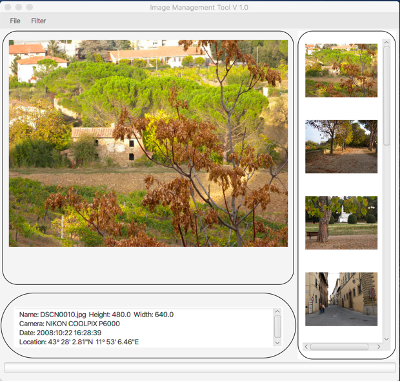 Image Management Tool V 1.0
File Filter
Name: DSCN0010.jpg Height: 480.0 Width: 640.0
Camera: NIKON COOLPIX P6000
Date: 2008:10:22 16:28:39
Location: 43° 28' 2.81"N 11° 53' 6.46"E